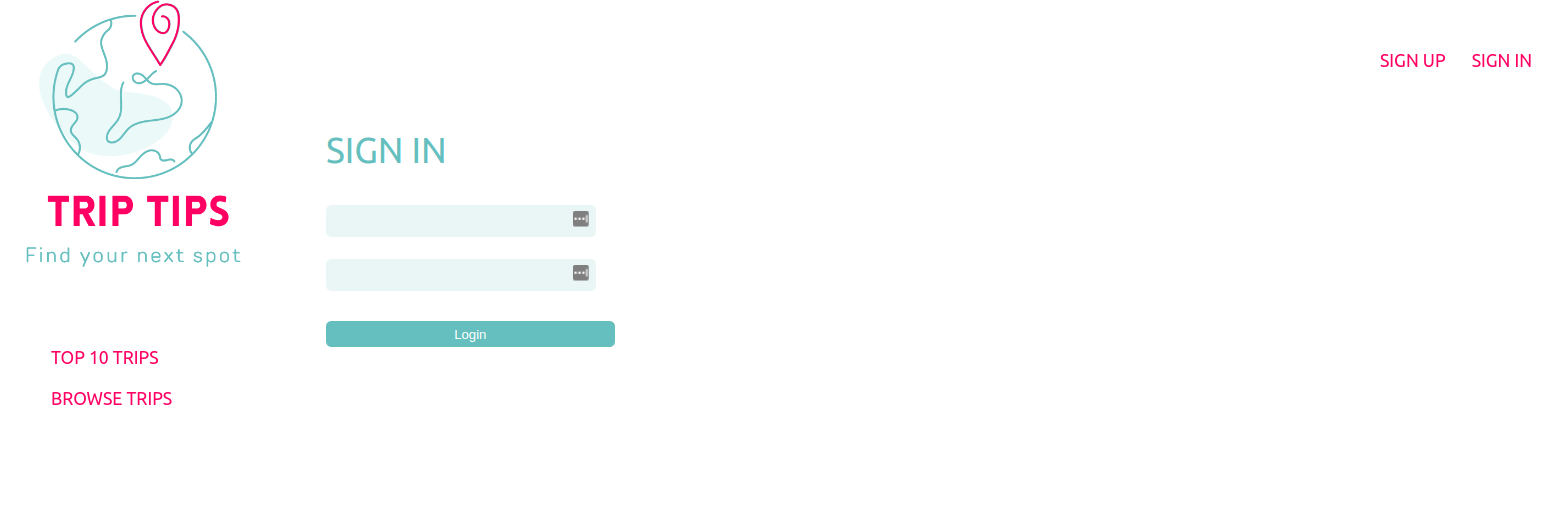 SIGN UP SIGN IN
SIGN IN
TRIP TIPS
Find your next spot
Login
TOP 10 TRIPS
BROWSE TRIPS